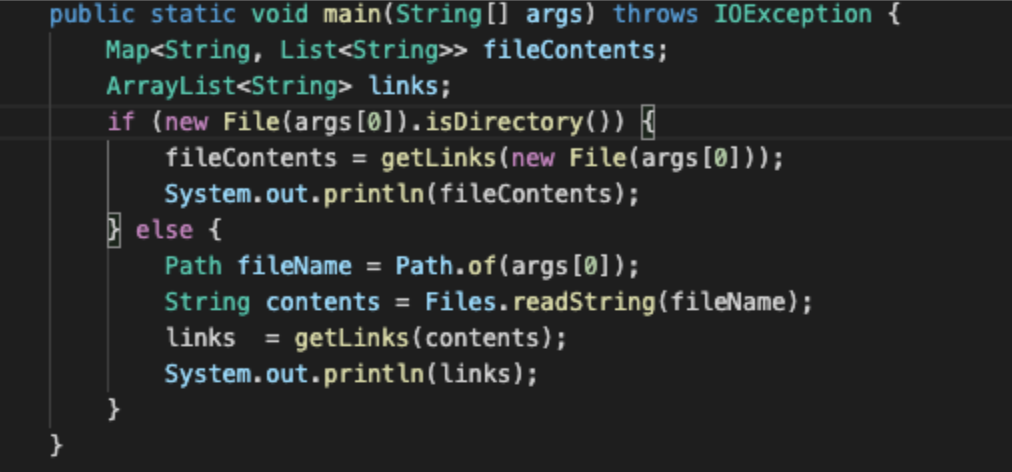 public static void main(String[] args) throws IOException {
    Map<String, List<String>> fileContents;
    ArrayList<String> links;
    if (new File(args[0]).isDirectory()) {
        fileContents = getLinks(new File(args[0]));
        System.out.println(fileContents);
    } else {
        Path fileName = Path.of(args[0]);
        String contents = Files.readString(fileName);
        links  = getLinks(contents);
        System.out.println(links);
    }
}